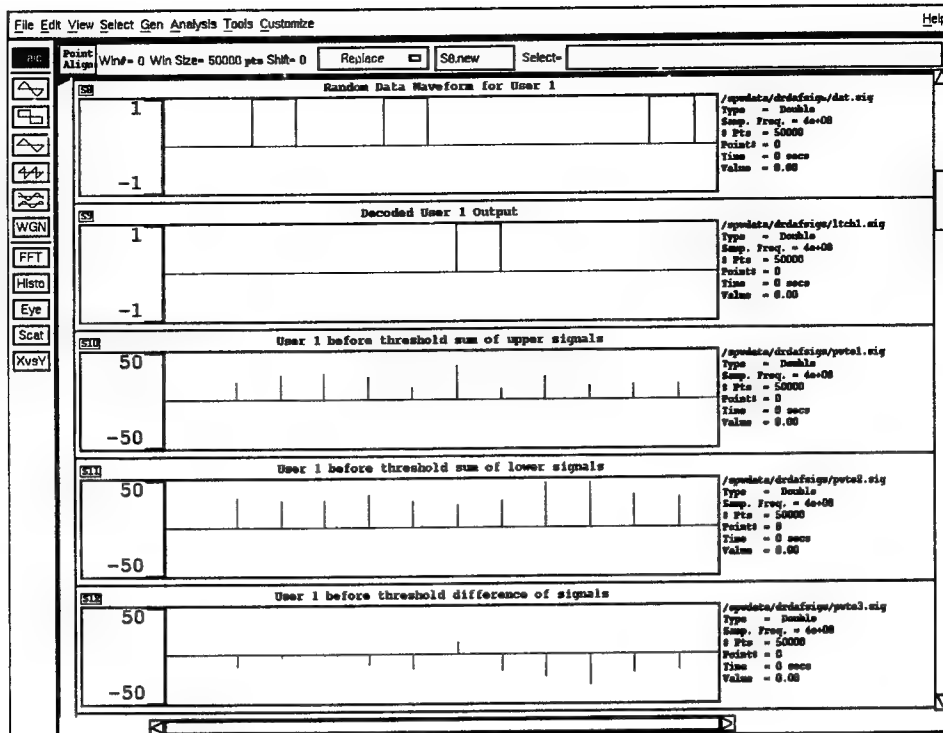 File Edit View Select Gen Analysis Tools Customize Help
Point Align Win#= 0 Win Size= 50000 pts Shift= 0 Replace S8.new Select=
WGN
FFT
Histo
Eye
Scat
XvsY
S8 Random Data Waveform for User 1
1
-1
/spwdata/drdafsigs/dat.sig
Type = Double
Samp. Freq. = 4e+08
# Pts = 50000
Point# = 0
Time = 0 secs
Value = 0.00
S9 Decoded User 1 Output
1
-1
/spwdata/drdafsigs/ltch1.sig
Type = Double
Samp. Freq. = 4e+08
# Pts = 50000
Point# = 0
Time = 0 secs
Value = 0.00
S10 User 1 before threshold sum of upper signals
50
-50
/spwdata/drdafsigs/pvto1.sig
Type = Double
Samp. Freq. = 4e+08
# Pts = 50000
Point# = 0
Time = 0 secs
Value = 0.00
S11 User 1 before threshold sum of lower signals
50
-50
/spwdata/drdafsigs/pvto2.sig
Type = Double
Samp. Freq. = 4e+08
# Pts = 50000
Point# = 0
Time = 0 secs
Value = 0.00
S12 User 1 before threshold difference of signals
50
-50
/spwdata/drdafsigs/pvto3.sig
Type = Double
Samp. Freq. = 4e+08
# Pts = 50000
Point# = 0
Time = 0 secs
Value = 0.00